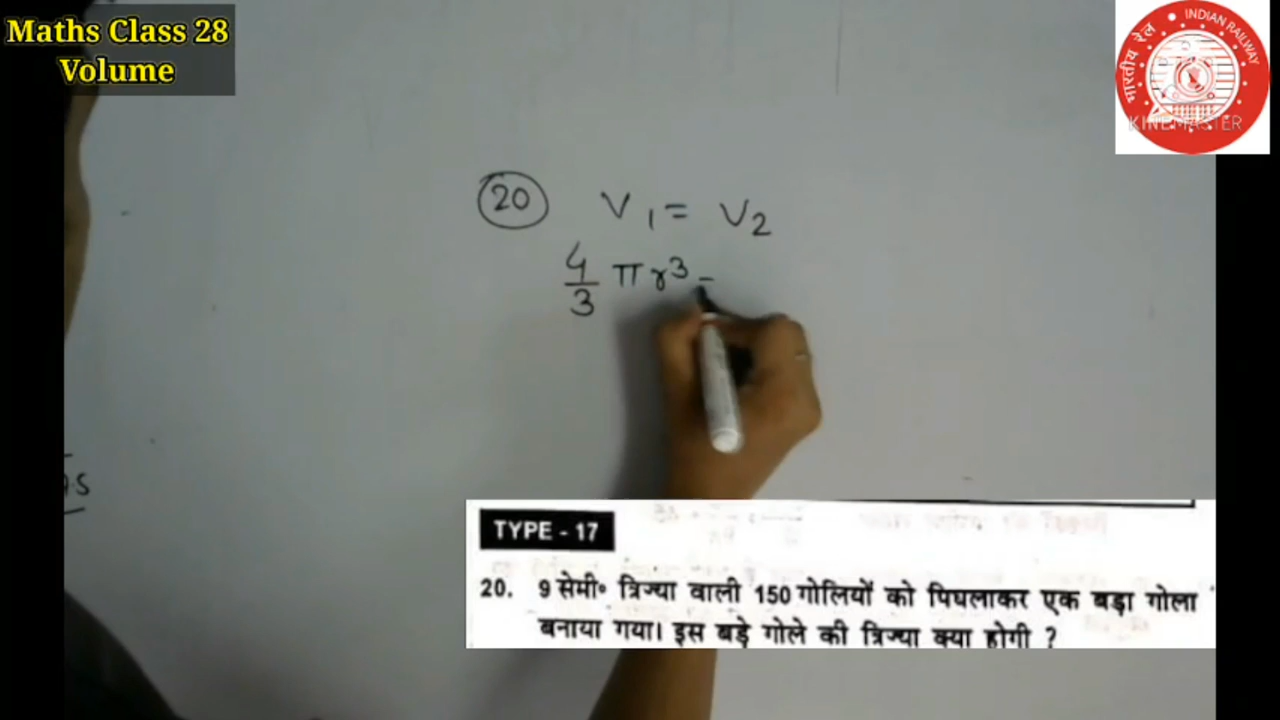 Maths Class 28
Volume
भारतीय रेल INDIAN RAILWAY
KINEMASTER
20 V1 = V2
4/3 πr³ =
TYPE - 17
20. 9 सेमी॰ त्रिज्या वाली 150 गोलियों को पिघलाकर एक बड़ा गोला
बनाया गया। इस बड़े गोले की त्रिज्या क्या होगी ?